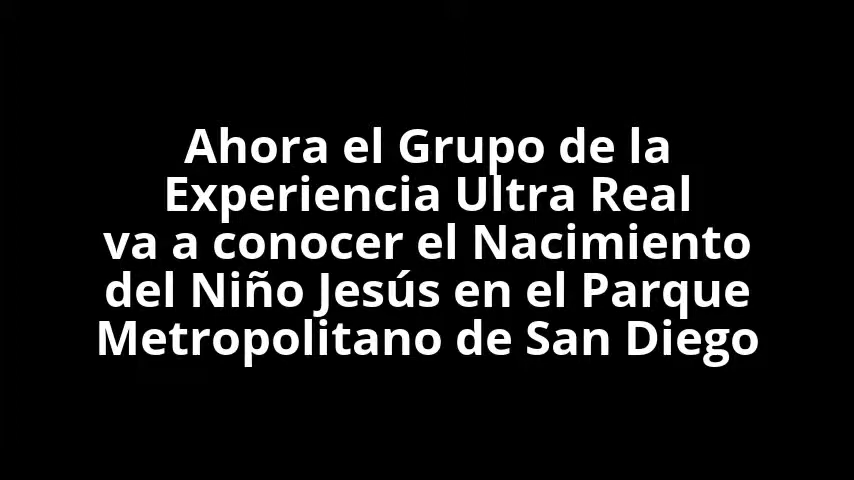 Ahora el Grupo de la
Experiencia Ultra Real
va a conocer el Nacimiento
del Niño Jesús en el Parque
Metropolitano de San Diego